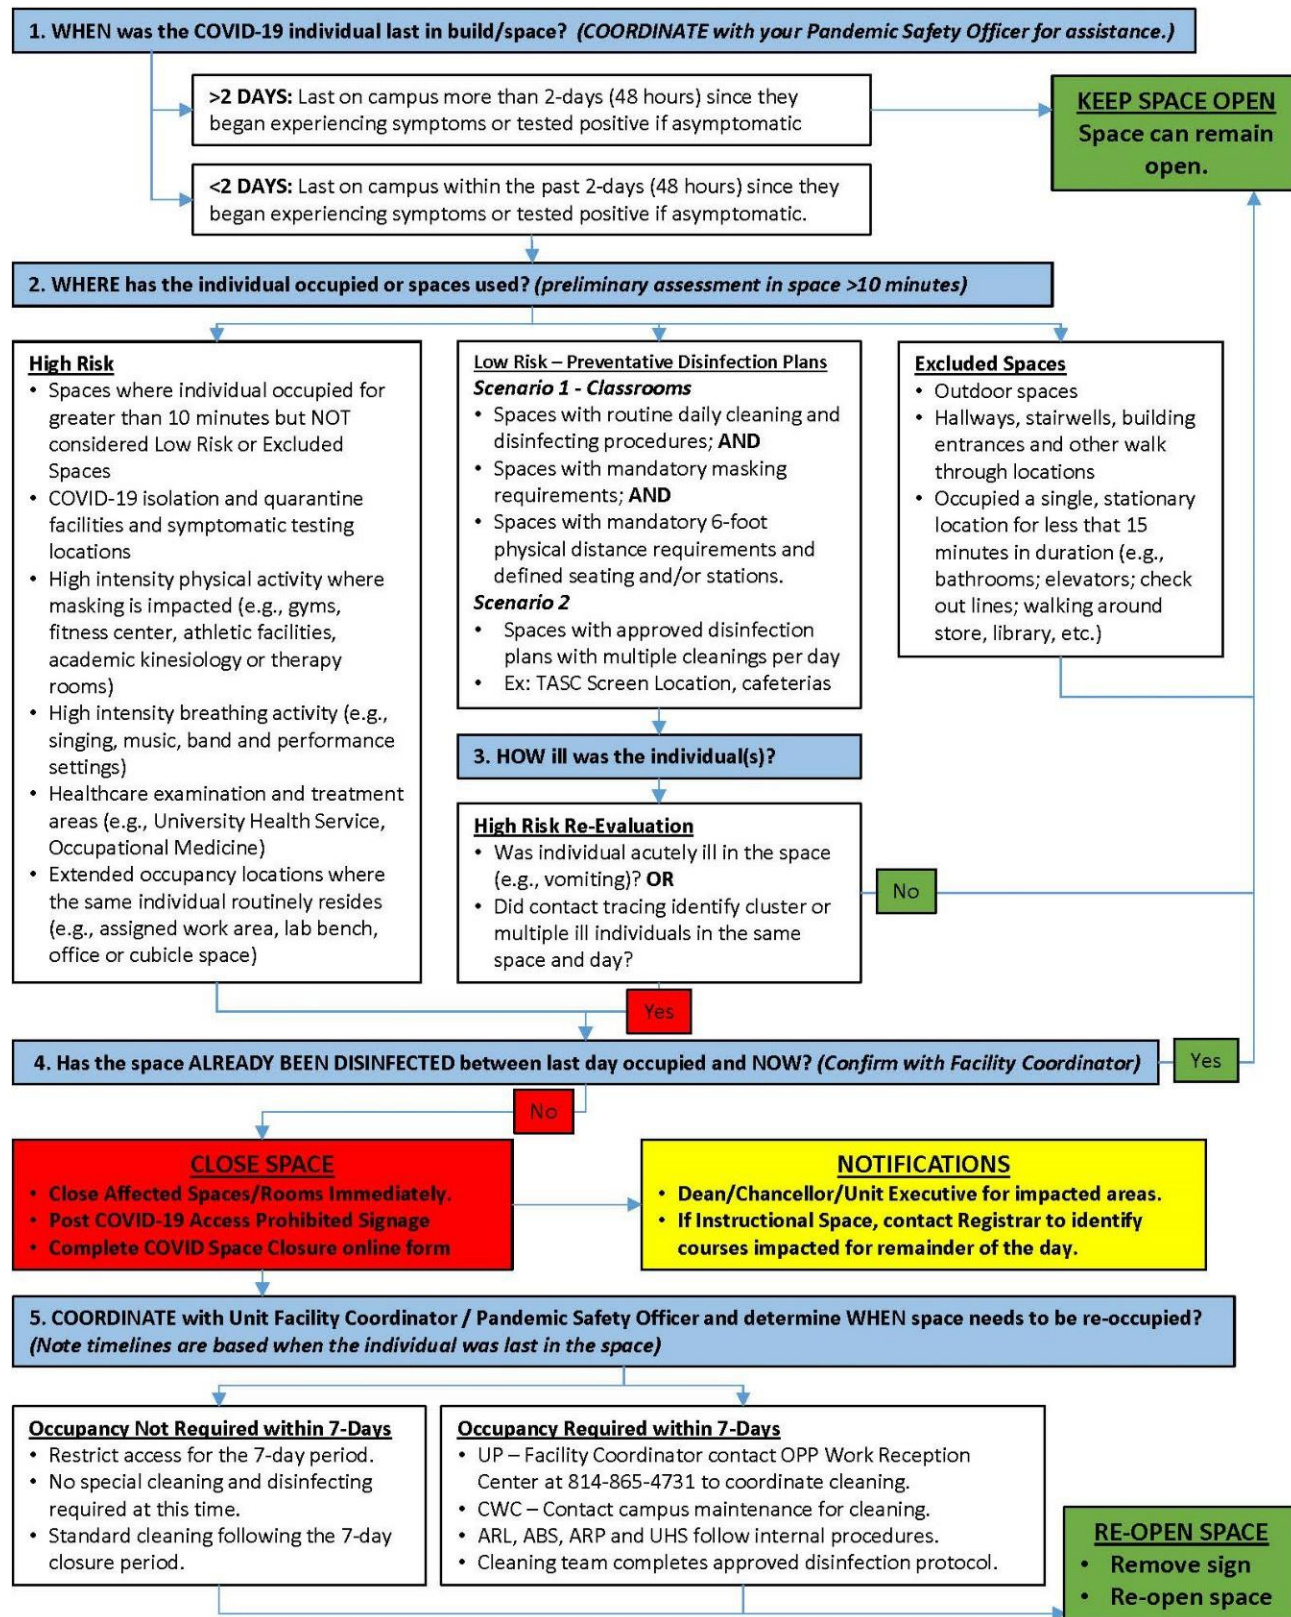 1. WHEN was the COVID-19 individual last in build/space? (COORDINATE with your Pandemic Safety Officer for assistance.)
>2 DAYS: Last on campus more than 2-days (48 hours) since they
began experiencing symptoms or tested positive if asymptomatic
KEEP SPACE OPEN
Space can remain
open.
<2 DAYS: Last on campus within the past 2-days (48 hours) since they
began experiencing symptoms or tested positive if asymptomatic.
2. WHERE has the individual occupied or spaces used? (preliminary assessment in space >10 minutes)
High Risk
• Spaces where individual occupied for
greater than 10 minutes but NOT
considered Low Risk or Excluded
Spaces
• COVID-19 isolation and quarantine
facilities and symptomatic testing
locations
• High intensity physical activity where
masking is impacted (e.g., gyms,
fitness center, athletic facilities,
academic kinesiology or therapy
rooms)
• High intensity breathing activity (e.g.,
singing, music, band and performance
settings)
• Healthcare examination and treatment
areas (e.g., University Health Service,
Occupational Medicine)
• Extended occupancy locations where
the same individual routinely resides
(e.g., assigned work area, lab bench,
office or cubicle space)
Low Risk – Preventative Disinfection Plans
Scenario 1 - Classrooms
• Spaces with routine daily cleaning and
disinfecting procedures; AND
• Spaces with mandatory masking
requirements; AND
• Spaces with mandatory 6-foot
physical distance requirements and
defined seating and/or stations.
Scenario 2
• Spaces with approved disinfection
plans with multiple cleanings per day
• Ex: TASC Screen Location, cafeterias
Excluded Spaces
• Outdoor spaces
• Hallways, stairwells, building
entrances and other walk
through locations
• Occupied a single, stationary
location for less that 15
minutes in duration (e.g.,
bathrooms; elevators; check
out lines; walking around
store, library, etc.)
3. HOW ill was the individual(s)?
High Risk Re-Evaluation
• Was individual acutely ill in the space
(e.g., vomiting)? OR
• Did contact tracing identify cluster or
multiple ill individuals in the same
space and day?
No
Yes
4. Has the space ALREADY BEEN DISINFECTED between last day occupied and NOW? (Confirm with Facility Coordinator)
Yes
No
CLOSE SPACE
• Close Affected Spaces/Rooms Immediately.
• Post COVID-19 Access Prohibited Signage
• Complete COVID Space Closure online form
NOTIFICATIONS
• Dean/Chancellor/Unit Executive for impacted areas.
• If Instructional Space, contact Registrar to identify
courses impacted for remainder of the day.
5. COORDINATE with Unit Facility Coordinator / Pandemic Safety Officer and determine WHEN space needs to be re-occupied?
(Note timelines are based when the individual was last in the space)
Occupancy Not Required within 7-Days
• Restrict access for the 7-day period.
• No special cleaning and disinfecting
required at this time.
• Standard cleaning following the 7-day
closure period.
Occupancy Required within 7-Days
• UP – Facility Coordinator contact OPP Work Reception
Center at 814-865-4731 to coordinate cleaning.
• CWC – Contact campus maintenance for cleaning.
• ARL, ABS, ARP and UHS follow internal procedures.
• Cleaning team completes approved disinfection protocol.
RE-OPEN SPACE
• Remove sign
• Re-open space